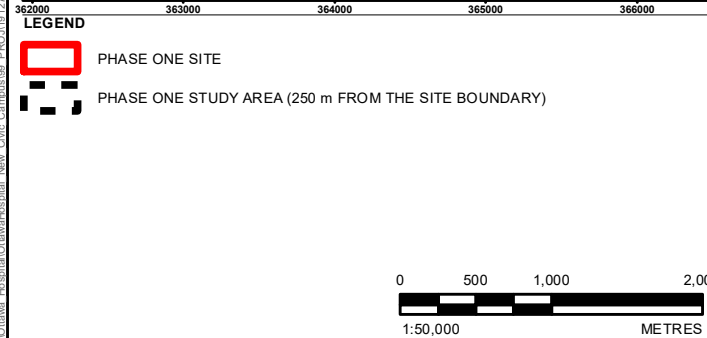 362000 363000 364000 365000 366000
LEGEND
PHASE ONE SITE
PHASE ONE STUDY AREA (250 m FROM THE SITE BOUNDARY)
0 500 1,000
1:50,000 METRES